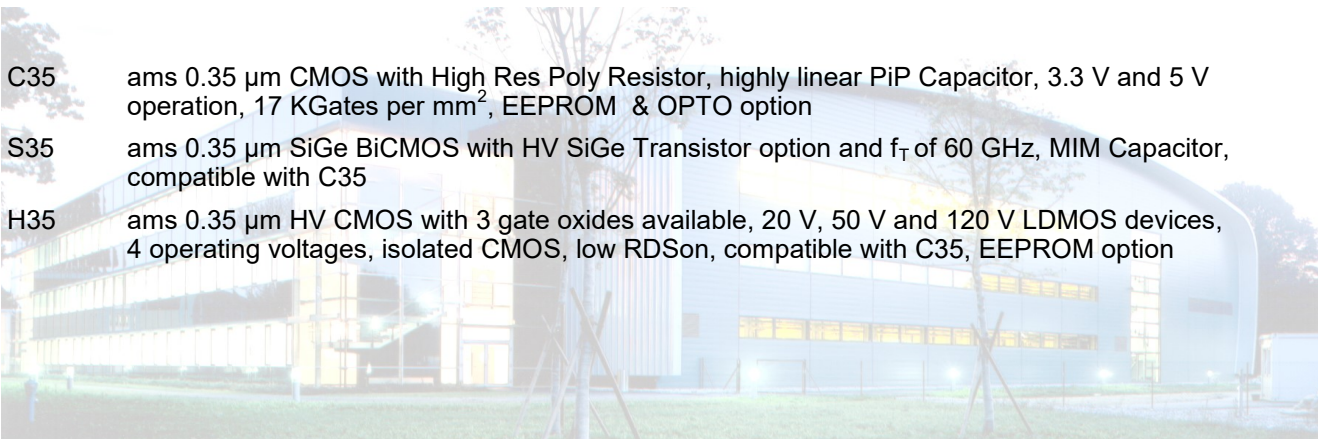 C35 ams 0.35 µm CMOS with High Res Poly Resistor, highly linear PiP Capacitor, 3.3 V and 5 V
operation, 17 KGates per mm², EEPROM & OPTO option
S35 ams 0.35 µm SiGe BiCMOS with HV SiGe Transistor option and fT of 60 GHz, MIM Capacitor,
compatible with C35
H35 ams 0.35 µm HV CMOS with 3 gate oxides available, 20 V, 50 V and 120 V LDMOS devices,
4 operating voltages, isolated CMOS, low RDSon, compatible with C35, EEPROM option